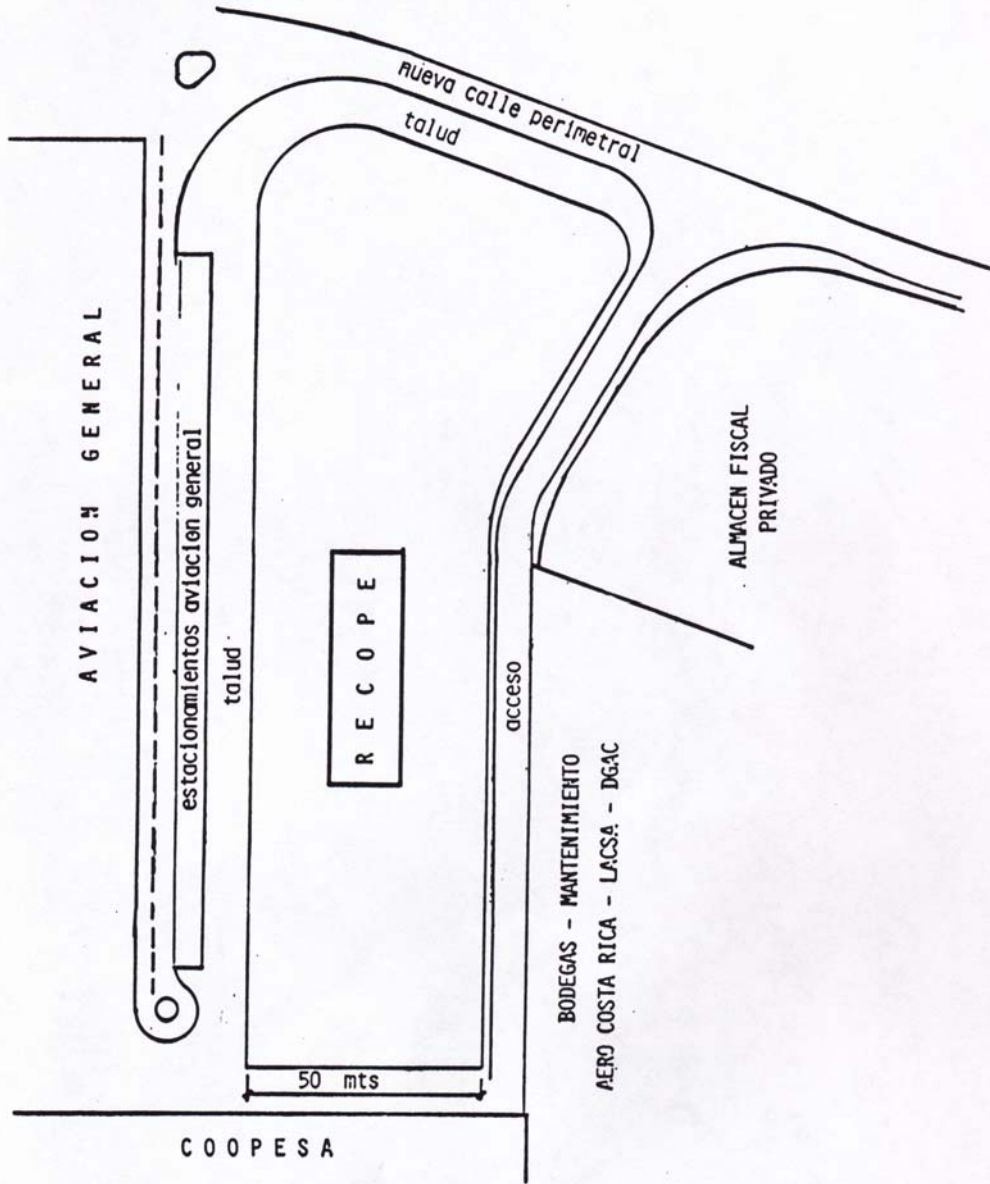 AVIACION GENERAL
estacionamientos aviacion general
talud
RECOPE
acceso
nueva calle perimetral
talud
ALMACEN FISCAL
PRIVADO
BODEGAS - MANTENIMIENTO
AERO COSTA RICA - LACSA - DGAC
50 mts
COOPESA